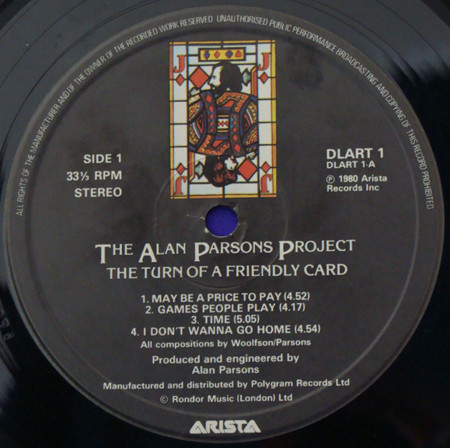 ALL RIGHTS OF THE MANUFACTURER AND OF THE OWNER OF THE RECORDED WORK RESERVED UNAUTHORISED PUBLIC PERFORMANCE BROADCASTING AND COPYING OF THIS RECORD PROHIBITED
J
J
SIDE 1
33⅓ RPM
STEREO
DLART 1
DLART 1-A
℗ 1980 Arista
Records Inc
THE ALAN PARSONS PROJECT
THE TURN OF A FRIENDLY CARD
1. MAY BE A PRICE TO PAY (4.52)
2. GAMES PEOPLE PLAY (4.17)
3. TIME (5.05)
4. I DON'T WANNA GO HOME (4.54)
All compositions by Woolfson/Parsons
Produced and engineered by
Alan Parsons
Manufactured and distributed by Polygram Records Ltd
© Rondor Music (London) Ltd
ARISTA